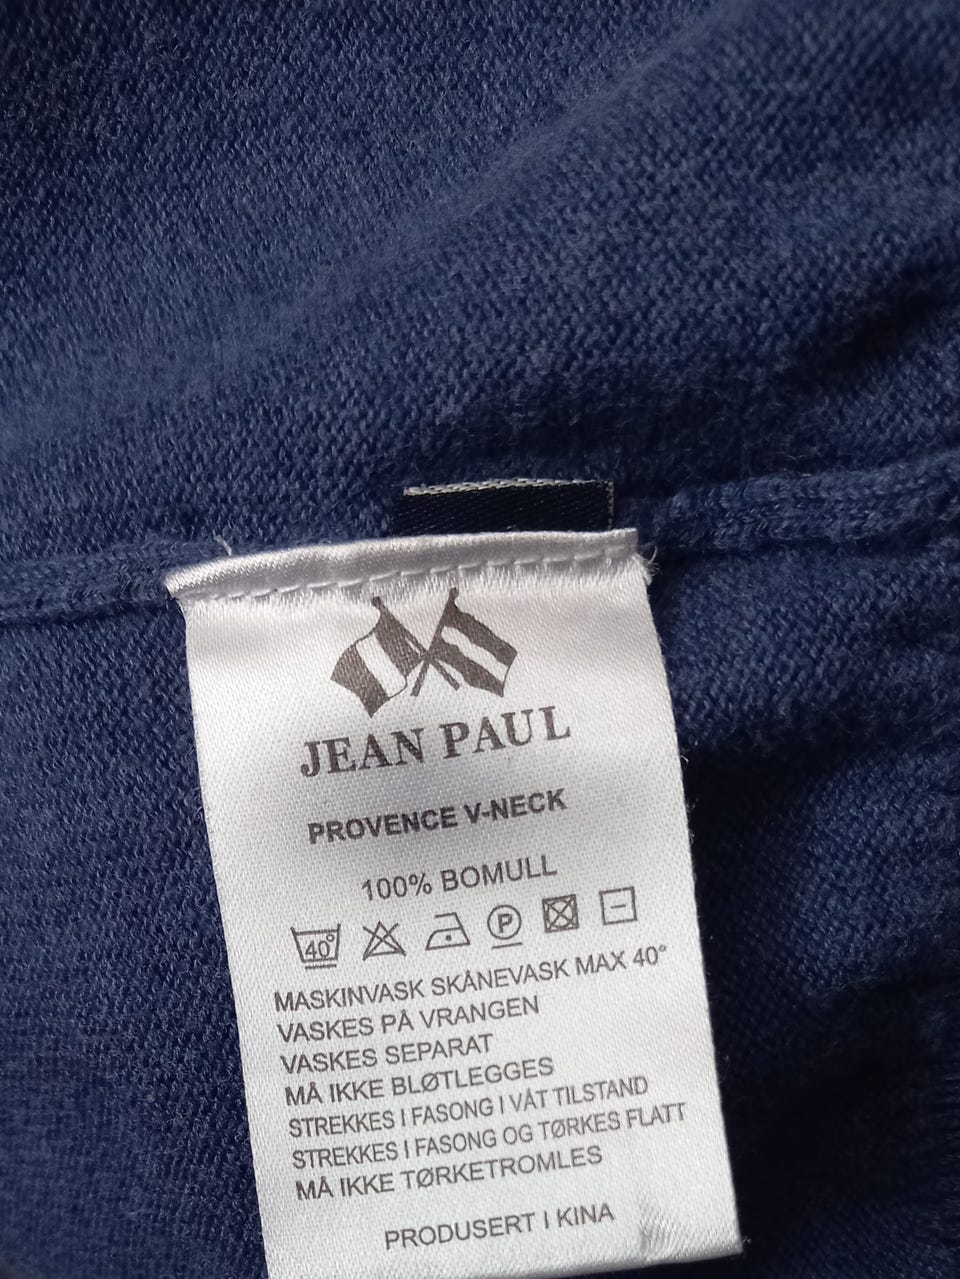 JEAN PAUL
PROVENCE V-NECK
100% BOMULL
40° P
MASKINVASK SKÅNEVASK MAX 40°
VASKES PÅ VRANGEN
VASKES SEPARAT
MÅ IKKE BLØTLEGGES
STREKKES I FASONG I VÅT TILSTAND
STREKKES I FASONG OG TØRKES FLATT
MÅ IKKE TØRKETROMLES
PRODUSERT I KINA